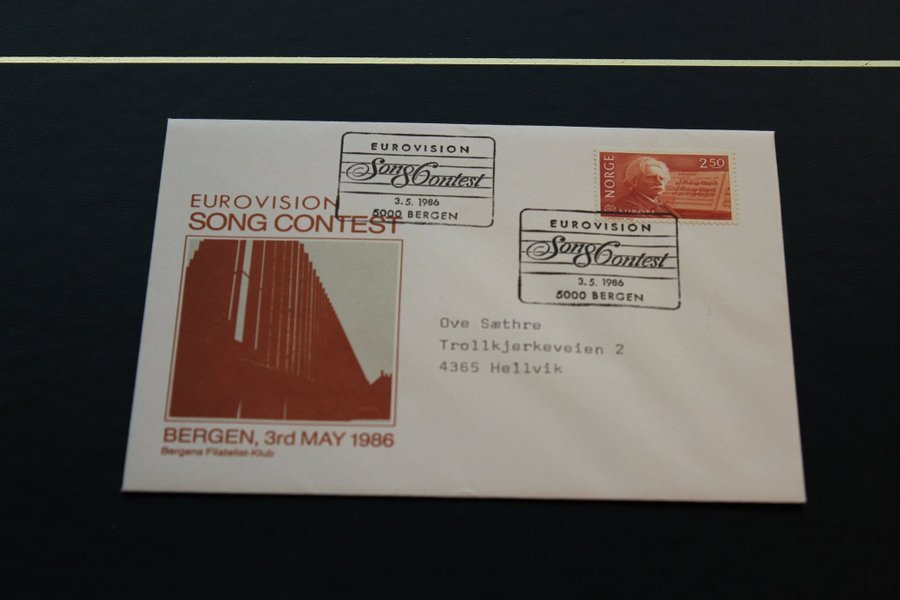 EUROVISION
Song Contest
3.5. 1986
5000 BERGEN
NORGE
2.50
EUROPA
EUROVISION
SONG CONTEST
EUROVISION
Song Contest
3.5. 1986
5000 BERGEN
Ove Sæthre
Trollkjerkeveien 2
4365 Hellvik
BERGEN, 3rd MAY 1986
Bergens Filatelist-Klub